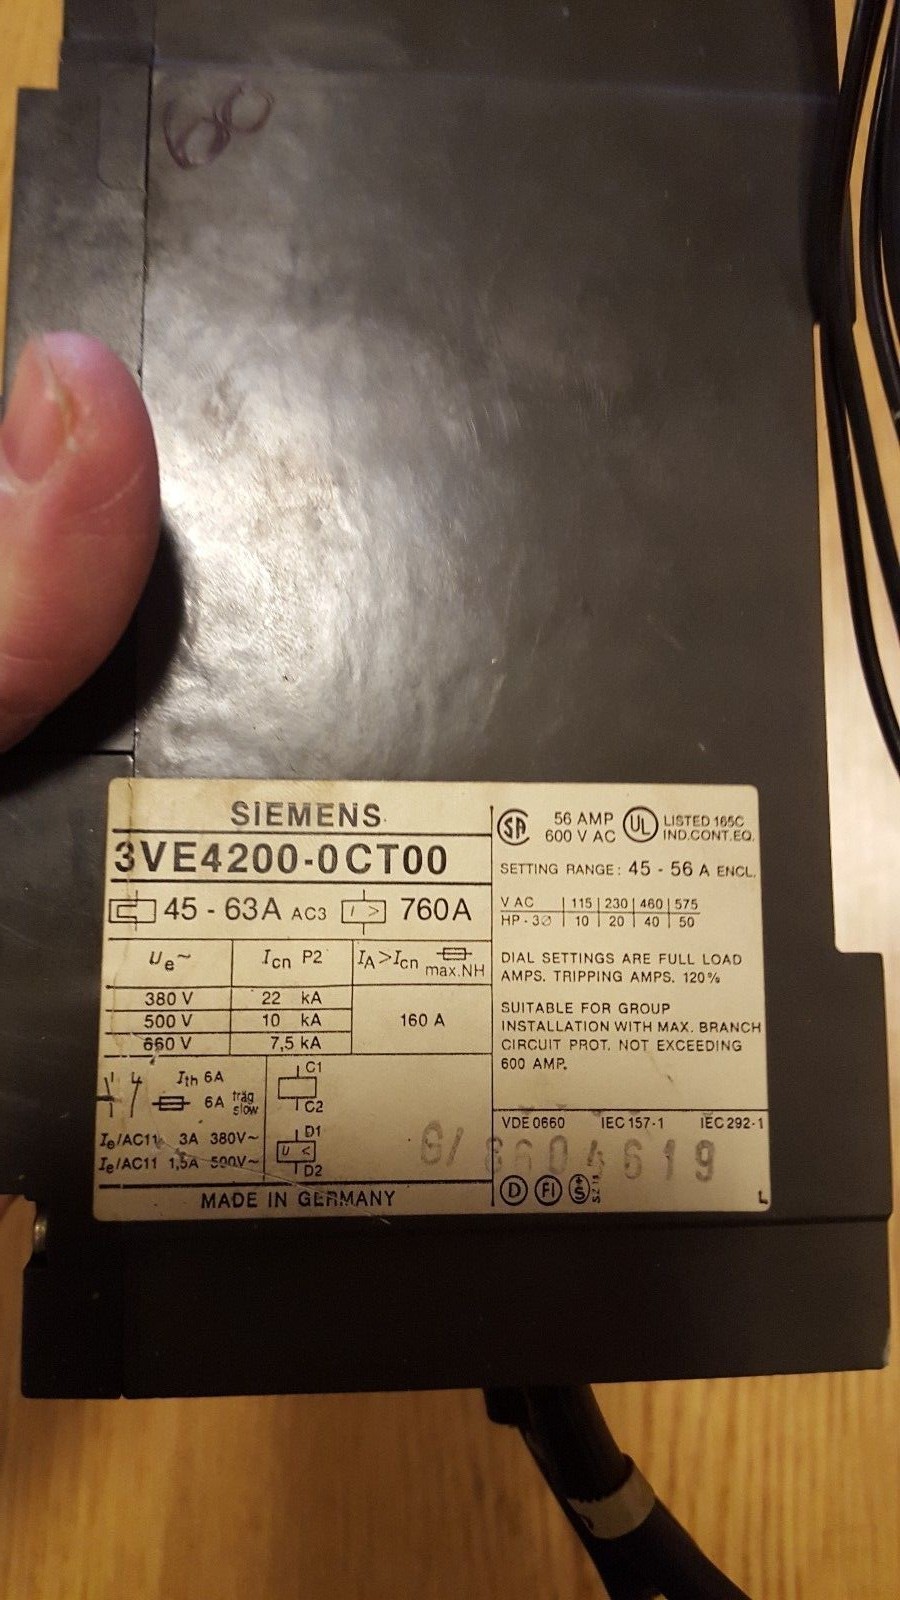 60
SIEMENS
3VE4200-0CT00
45 - 63A AC3 I > 760A
Ue~ Icn P2 IA>Icn max.NH
380 V 22 kA
500 V 10 kA 160 A
660 V 7,5 kA
Ith 6A
6A träg slow
C1
C2
D1
U <
D2
Ie/AC11 3A 380V~
Ie/AC11 1,5A 500V~
MADE IN GERMANY
SA 56 AMP 600 V AC UL LISTED 165C IND.CONT.EQ.
SETTING RANGE: 45 - 56 A ENCL.
V AC 115 230 460 575
HP - 3Ø 10 20 40 50
DIAL SETTINGS ARE FULL LOAD
AMPS. TRIPPING AMPS. 120%
SUITABLE FOR GROUP
INSTALLATION WITH MAX. BRANCH
CIRCUIT PROT. NOT EXCEEDING
600 AMP.
VDE 0660 IEC 157-1 IEC 292-1
D FI +S
L